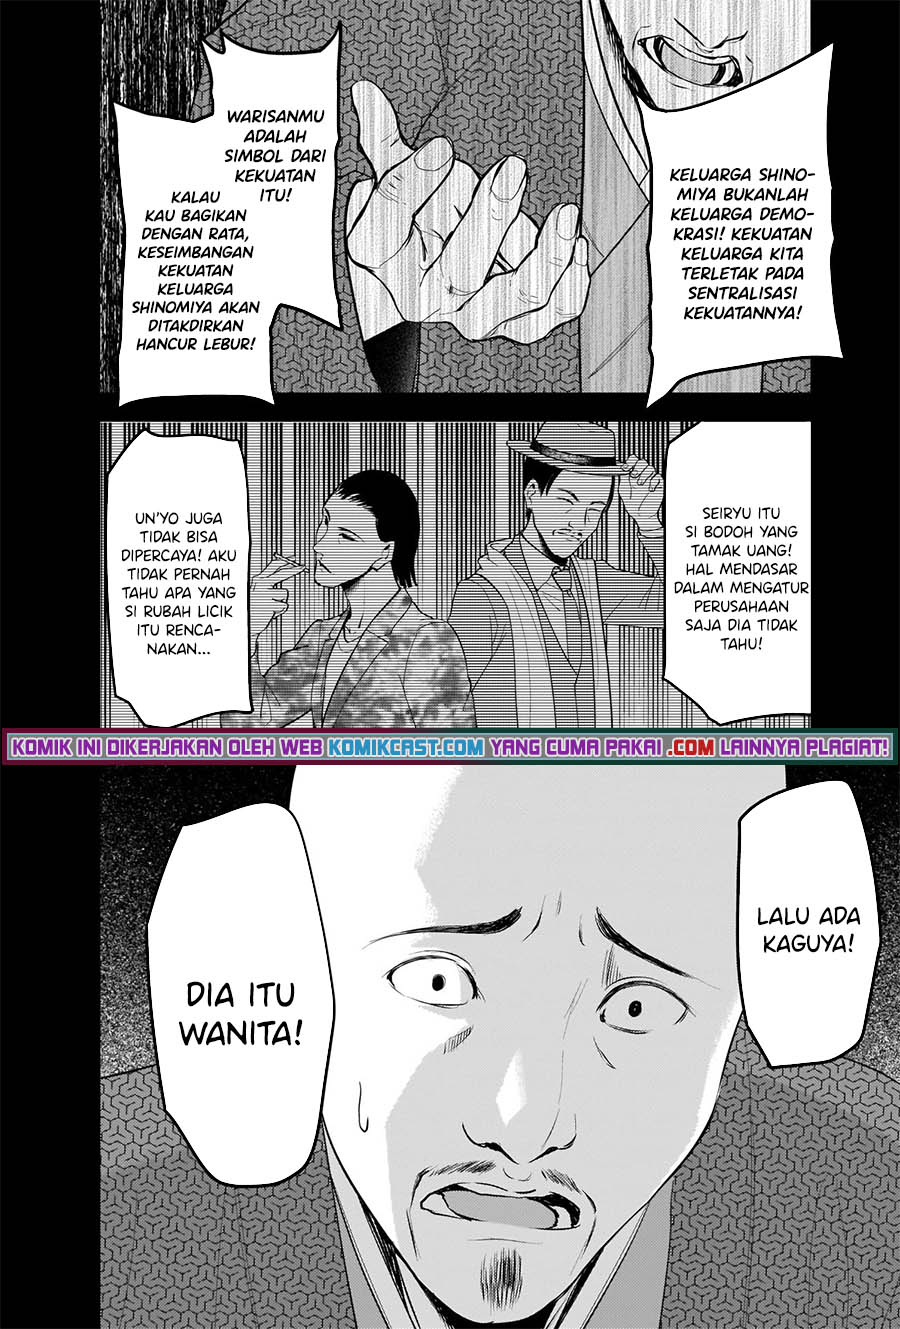 KELUARGA SHINO-
MIYA BUKANLAH
KELUARGA DEMO-
KRASI! KEKUATAN
KELUARGA KITA
TERLETAK PADA
SENTRALISASI
KEKUATANNYA!
WARISANMU
ADALAH
SIMBOL DARI
KEKUATAN
ITU!
KALAU
KAU BAGIKAN
DENGAN RATA,
KESEIMBANGAN
KEKUATAN
KELUARGA
SHINOMIYA AKAN
DITAKDIRKAN
HANCUR LEBUR!
SEIRYU ITU
SI BODOH YANG
TAMAK UANG!
HAL MENDASAR
DALAM MENGATUR
PERUSAHAAN
SAJA DIA TIDAK
TAHU!
UN'YO JUGA
TIDAK BISA
DIPERCAYA! AKU
TIDAK PERNAH
TAHU APA YANG
SI RUBAH LICIK
ITU RENCA-
NAKAN...
KOMIK INI DIKERJAKAN OLEH WEB KOMIKCAST.COM YANG CUMA PAKAI .COM LAINNYA PLAGIAT!
LALU ADA
KAGUYA!
DIA ITU
WANITA!